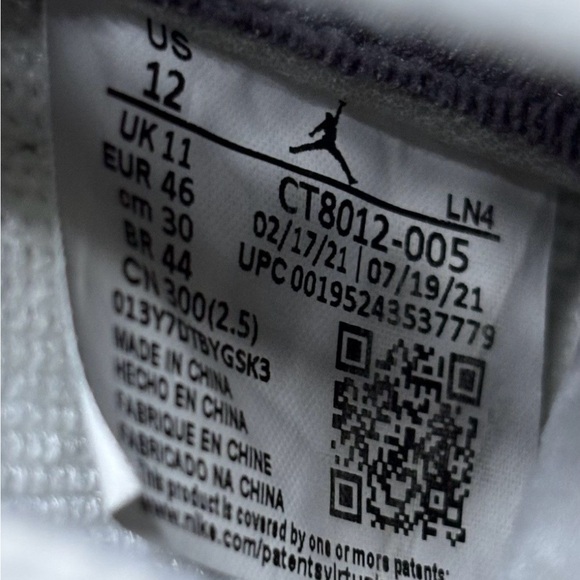 US
12
UK 11
EUR 46
cm 30
BR 44
CN 300(2.5)
LN4
CT8012-005
02/17/21 | 07/19/21
UPC 00195243537779
013Y7DTBYGSK3
MADE IN CHINA
HECHO EN CHINA
FABRIQUE EN CHINE
FABRICADO NA CHINA
This product is covered by one or more patents:
www.nike.com/patents